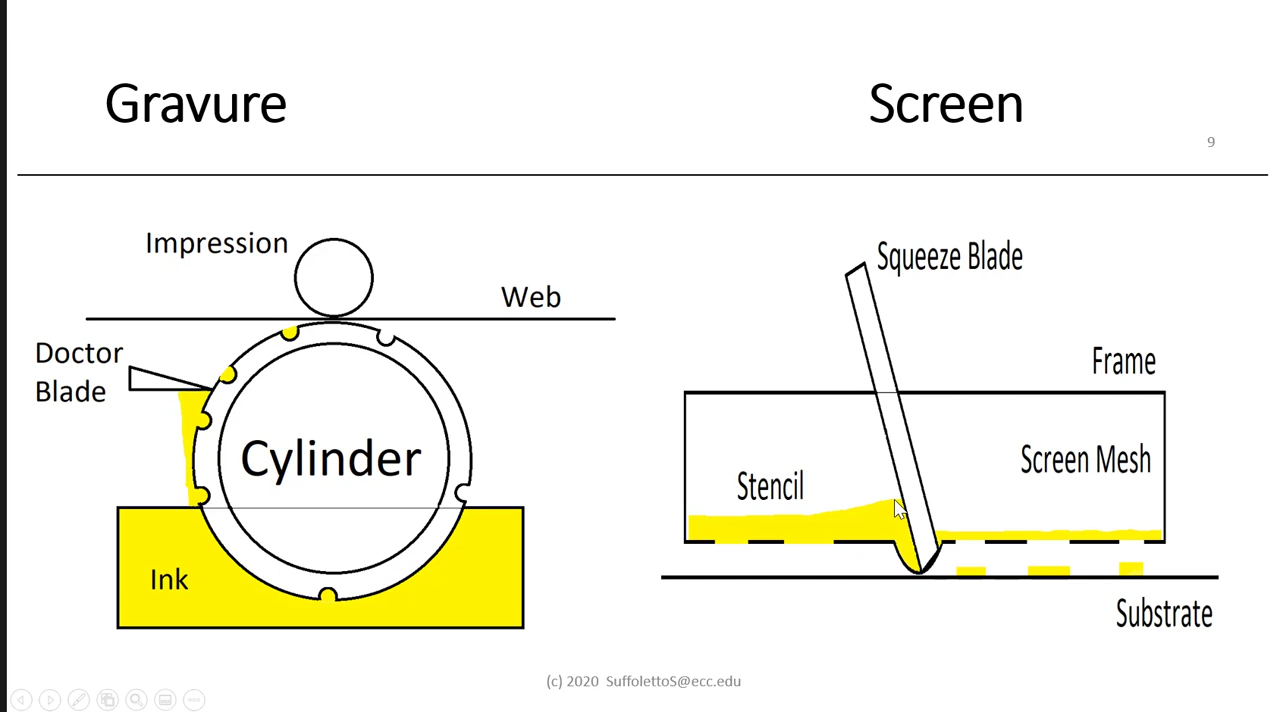 Gravure
Screen
9
Impression
Web
Doctor
Blade
Cylinder
Ink
Squeeze Blade
Frame
Screen Mesh
Stencil
Substrate
(c) 2020 SuffolettoS@ecc.edu